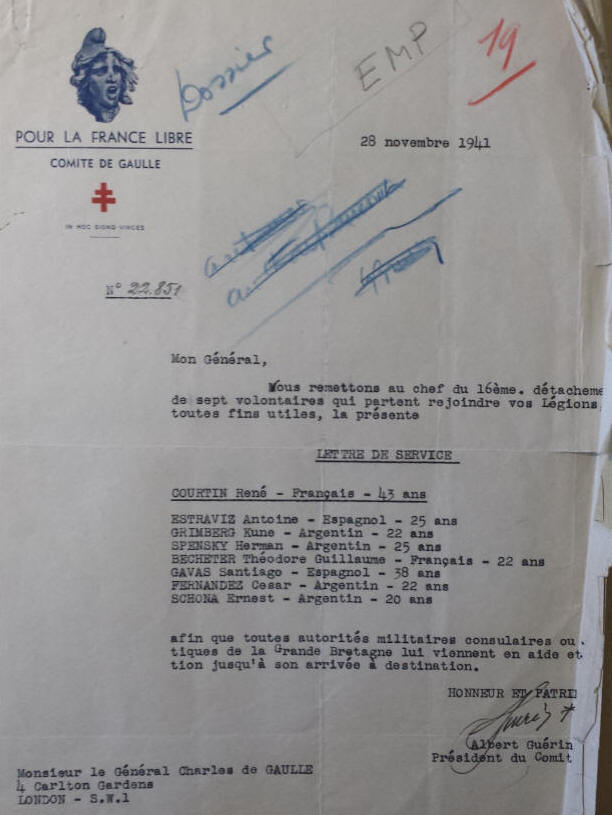 Dossier
EMP
19
POUR LA FRANCE LIBRE
COMITE DE GAULLE
IN HOC SIGNO VINCES
28 novembre 1941
N° 22.851
Mon Général,
Nous remettons au chef du 16ème. détacheme
de sept volontaires qui partent rejoindre vos Légions
toutes fins utiles, la présente
LETTRE DE SERVICE
COURTIN René - Français - 43 ans
ESTRAVIZ Antoine - Espagnol - 25 ans
GRIMBERG Kune - Argentin - 22 ans
SPENSKY Herman - Argentin - 25 ans
BECHETER Théodore Guillaume - Français - 22 ans
GAVAS Santiago - Espagnol - 38 ans
FERNANDEZ Cesar - Argentin - 22 ans
SCHONA Ernest - Argentin - 20 ans
afin que toutes autorités militaires consulaires ou
tiques de la Grande Bretagne lui viennent en aide et
tion jusqu'à son arrivée à destination.
HONNEUR ET PATRI
Albert Guérin
Président du Comit
Monsieur le Général Charles de GAULLE
4 Carlton Gardens
LONDON - S.W.1